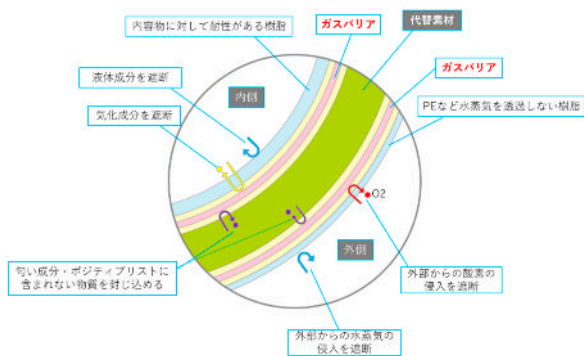 内容物に対して耐性がある樹脂
ガスバリア
代替素材
ガスバリア
液体成分を遮断
内側
気化成分を遮断
PEなど水蒸気を透過しない樹脂
O2
匂い成分・ポジティブリストに
含まれない物質を封じ込める
外側
外部からの酸素の
侵入を遮断
外部からの水蒸気の
侵入を遮断